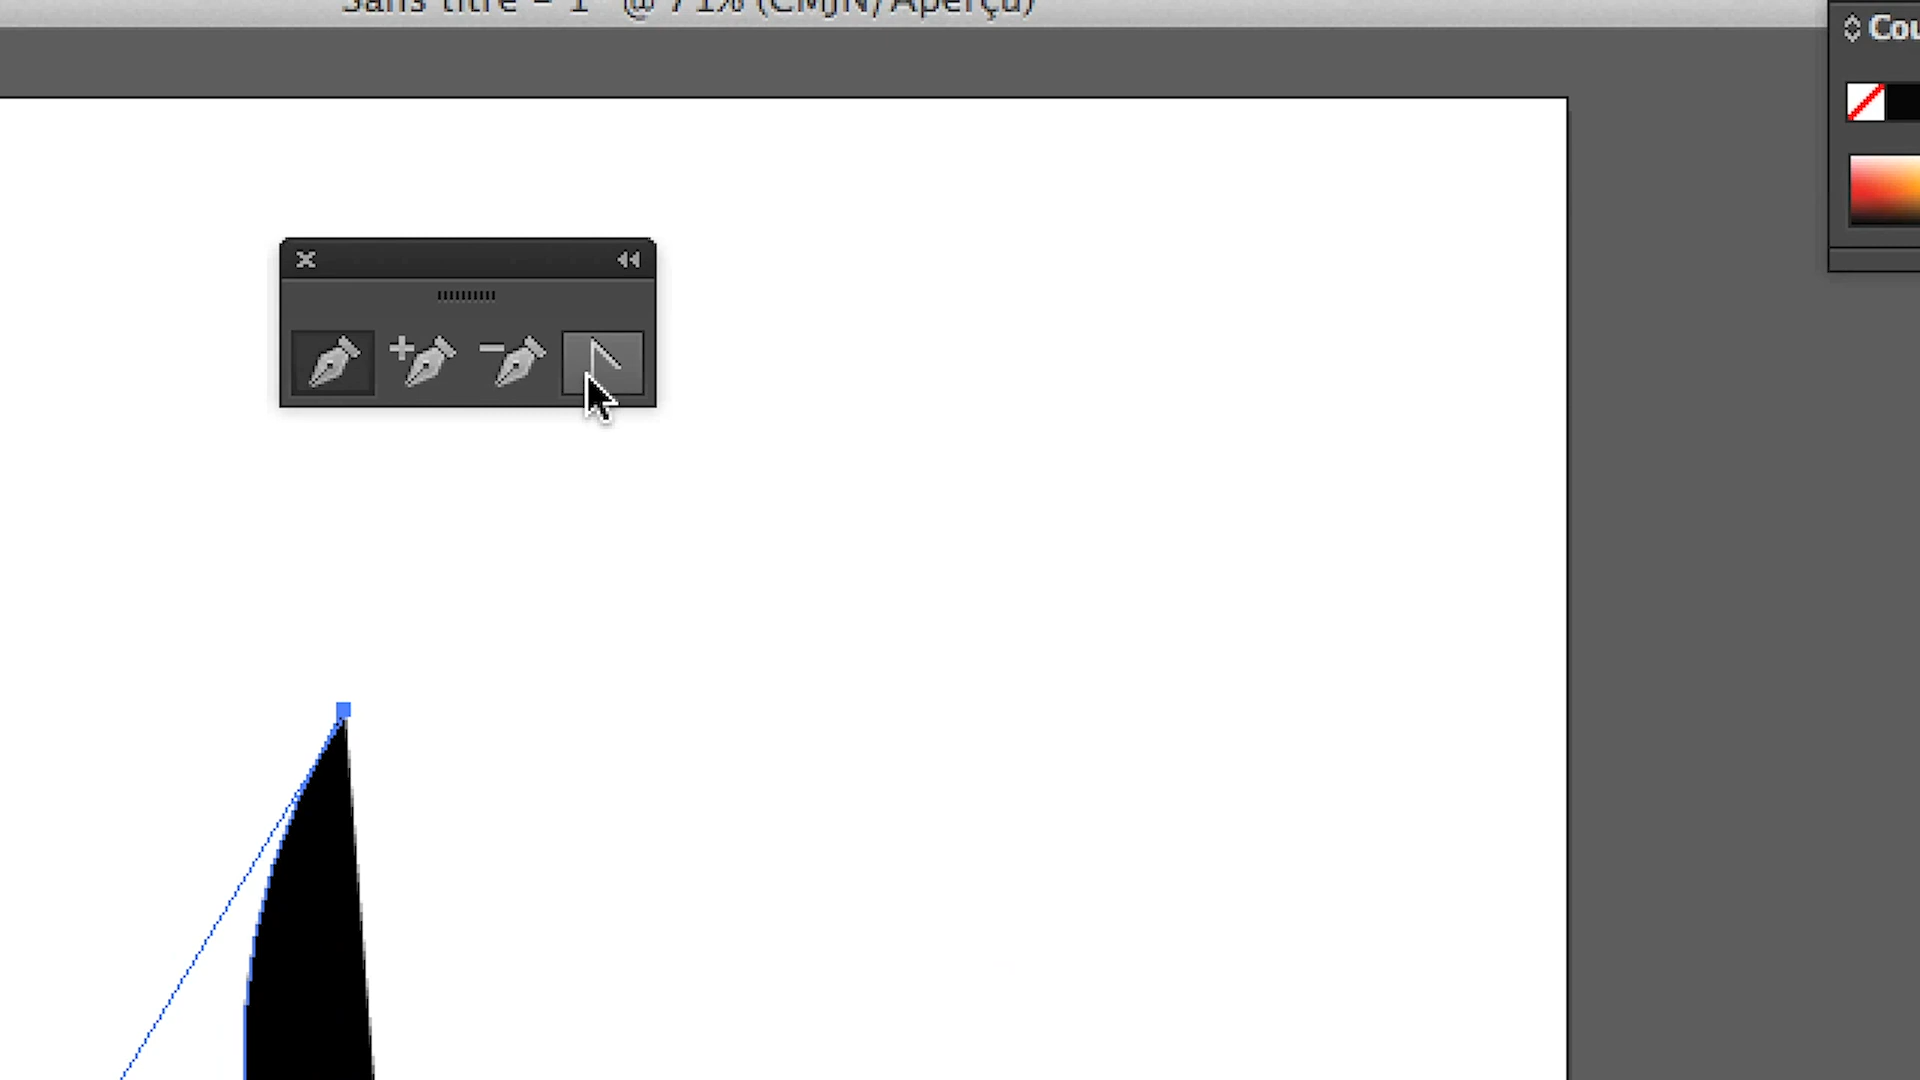 Sans titre - 1* @ 71% (CMJN/Aperçu)
Cou